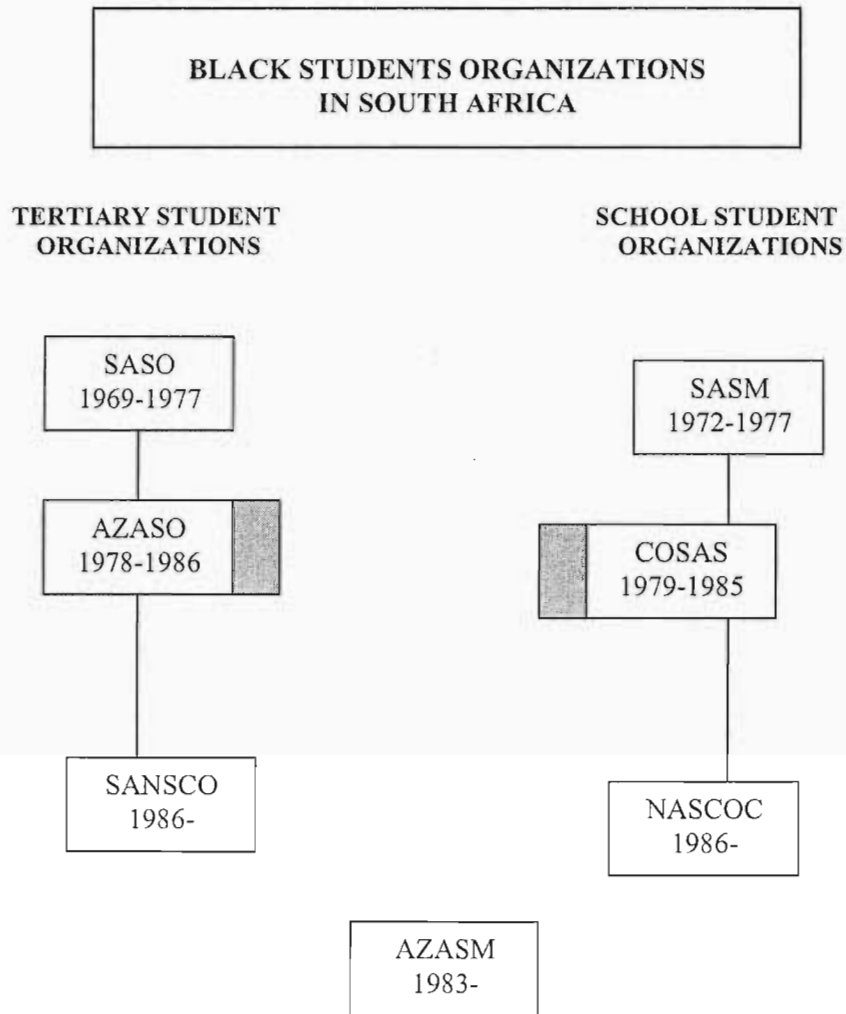 BLACK STUDENTS ORGANIZATIONS
IN SOUTH AFRICA
TERTIARY STUDENT
ORGANIZATIONS
SCHOOL STUDENT
ORGANIZATIONS
SASO
1969-1977
SASM
1972-1977
AZASO
1978-1986
COSAS
1979-1985
SANSCO
1986-
NASCOC
1986-
AZASM
1983-